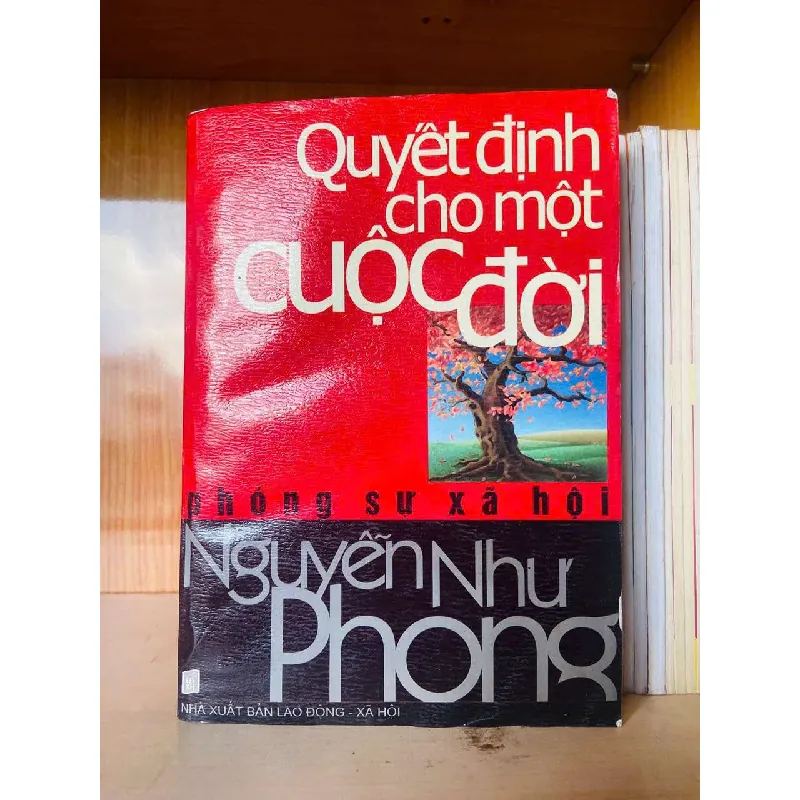 Quyết định
cho một
cuộc
đời
phóng sự xã hội
Nguyễn Như
Phong
NHÀ XUẤT BẢN LAO ĐỘNG - XÃ HỘI